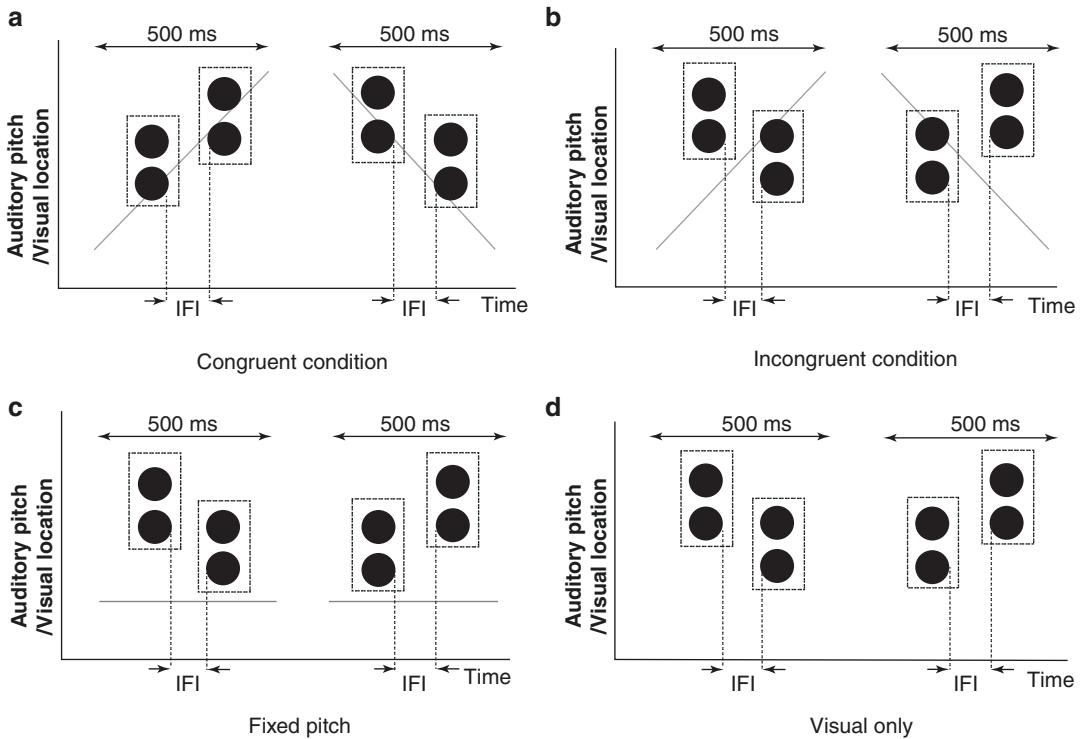 a
500 ms
500 ms
Auditory pitch
/Visual location
IFI
IFI
Time
Congruent condition
b
500 ms
500 ms
Auditory pitch
/Visual location
IFI
IFI
Time
Incongruent condition
c
500 ms
500 ms
Auditory pitch
/Visual location
IFI
IFI
Time
Fixed pitch
d
500 ms
500 ms
Auditory pitch
/Visual location
IFI
IFI
Time
Visual only